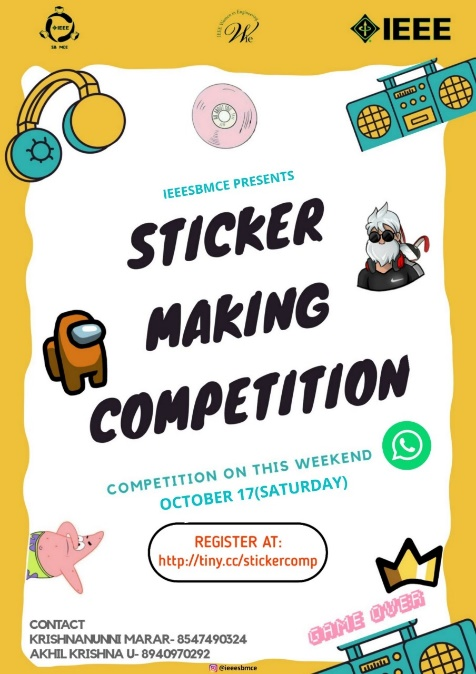 IEEE
SB MCE
IEEE Women in Engineering
Wie
IEEE
IEEESBMCE PRESENTS
STICKER
MAKING
COMPETITION
COMPETITION ON THIS WEEKEND
OCTOBER 17(SATURDAY)
REGISTER AT:
http://tiny.cc/stickercomp
GAME OVER
CONTACT
KRISHNANUNNI MARAR- 8547490324
AKHIL KRISHNA U- 8940970292
@ieeesbmce